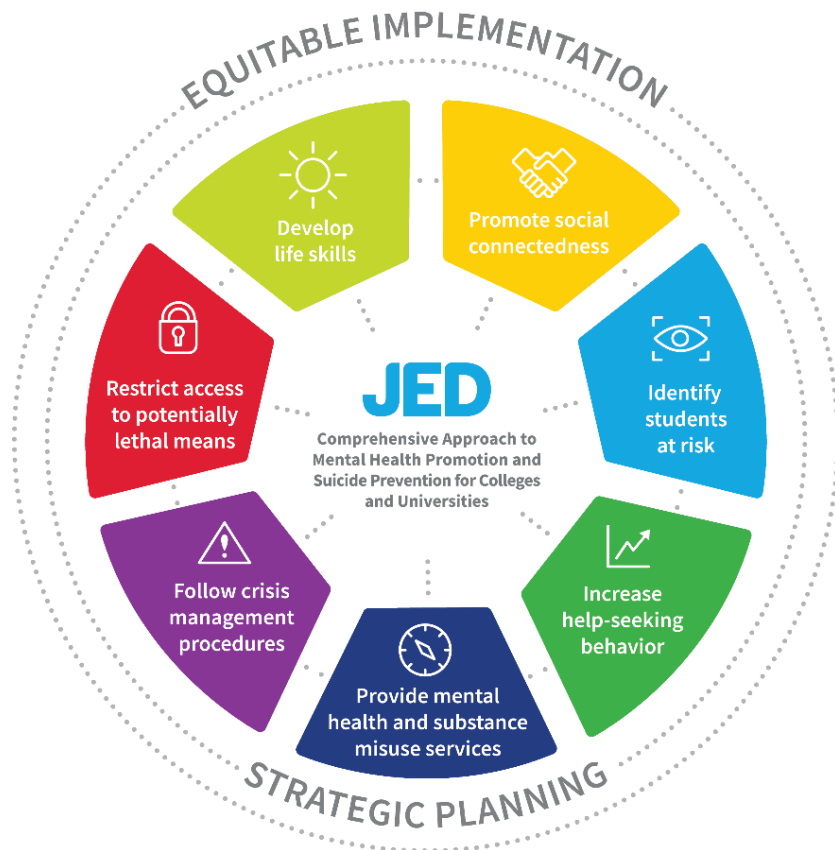 EQUITABLE IMPLEMENTATION
Develop
life skills
Promote social
connectedness
Restrict access
to potentially
lethal means
JED
Comprehensive Approach to
Mental Health Promotion and
Suicide Prevention for Colleges
and Universities
Identify
students
at risk
Follow crisis
management
procedures
Increase
help-seeking
behavior
Provide mental
health and substance
misuse services
STRATEGIC PLANNING